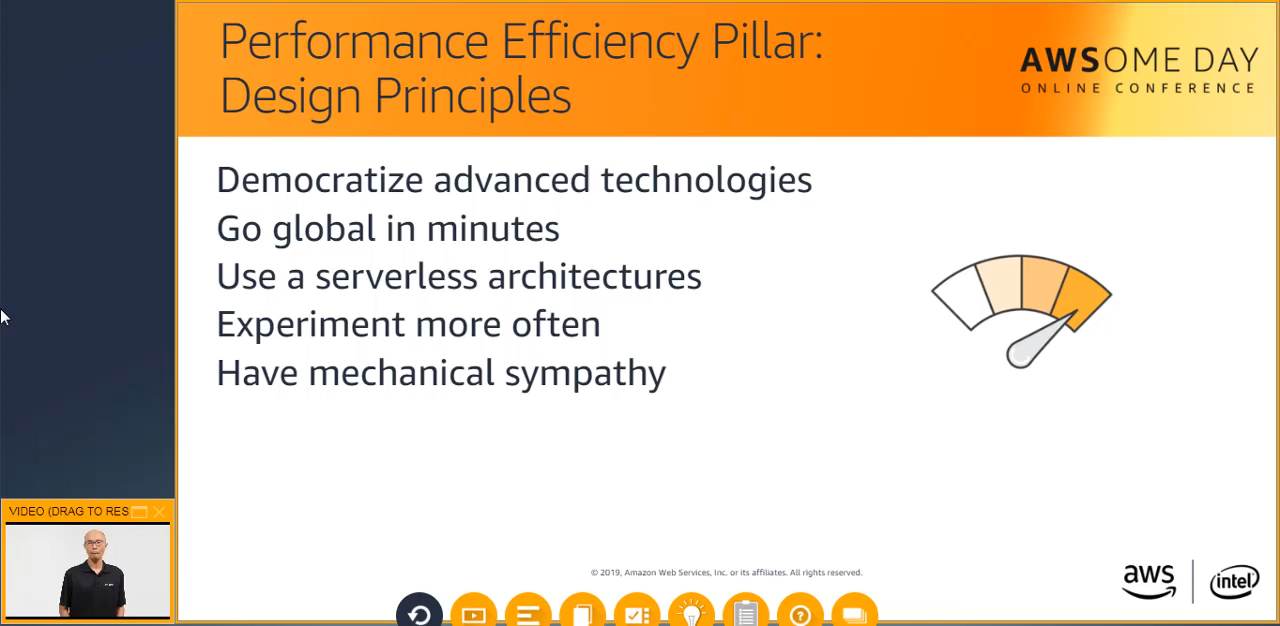 Performance Efficiency Pillar:
Design Principles
AWSOME DAY
ONLINE CONFERENCE
Democratize advanced technologies
Go global in minutes
Use a serverless architectures
Experiment more often
Have mechanical sympathy
VIDEO (DRAG TO RES
© 2019, Amazon Web Services, Inc. or its affiliates. All rights reserved.
aws
intel